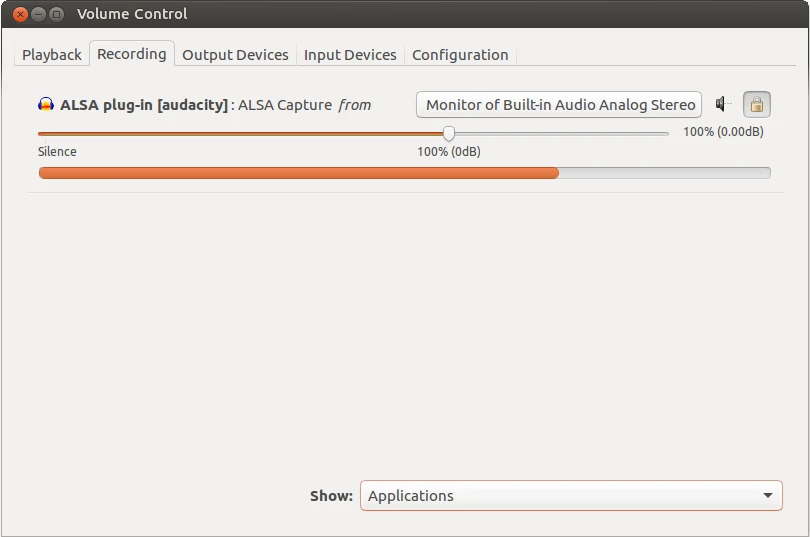 Volume Control
Playback Recording Output Devices Input Devices Configuration
ALSA plug-in [audacity] : ALSA Capture from Monitor of Built-in Audio Analog Stereo
100% (0.00dB)
Silence 100% (0dB)
Show: Applications